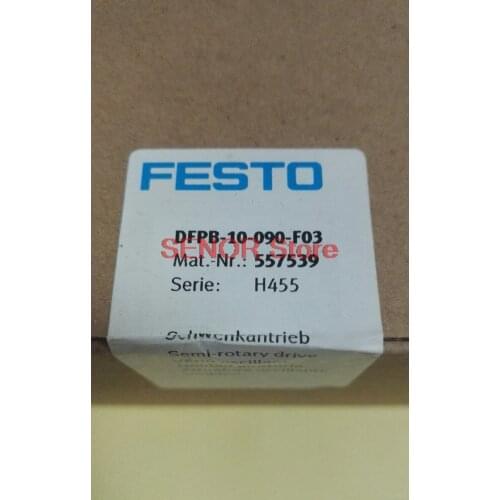 FESTO
DFPB-10-090-F03
SENOR Store
Mat.-Nr.: 557539
Serie: H455
Schwenkantrieb
Semi-rotary drive